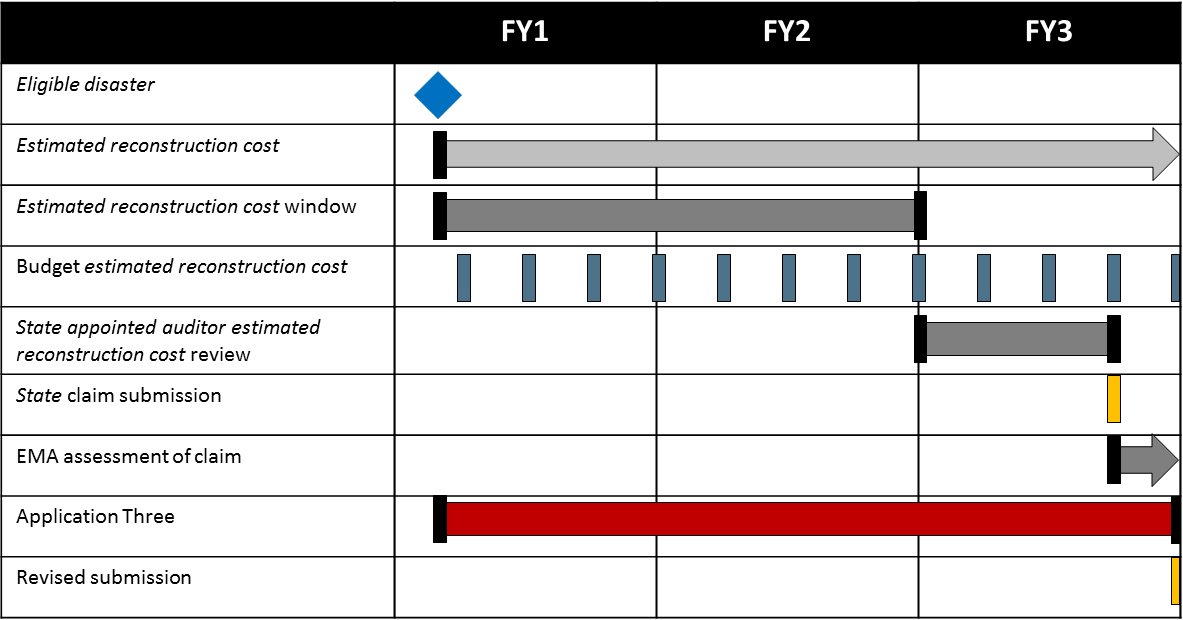 FY1 FY2 FY3
Eligible disaster
Estimated reconstruction cost
Estimated reconstruction cost window
Budget estimated reconstruction cost
State appointed auditor estimated
reconstruction cost review
State claim submission
EMA assessment of claim
Application Three
Revised submission